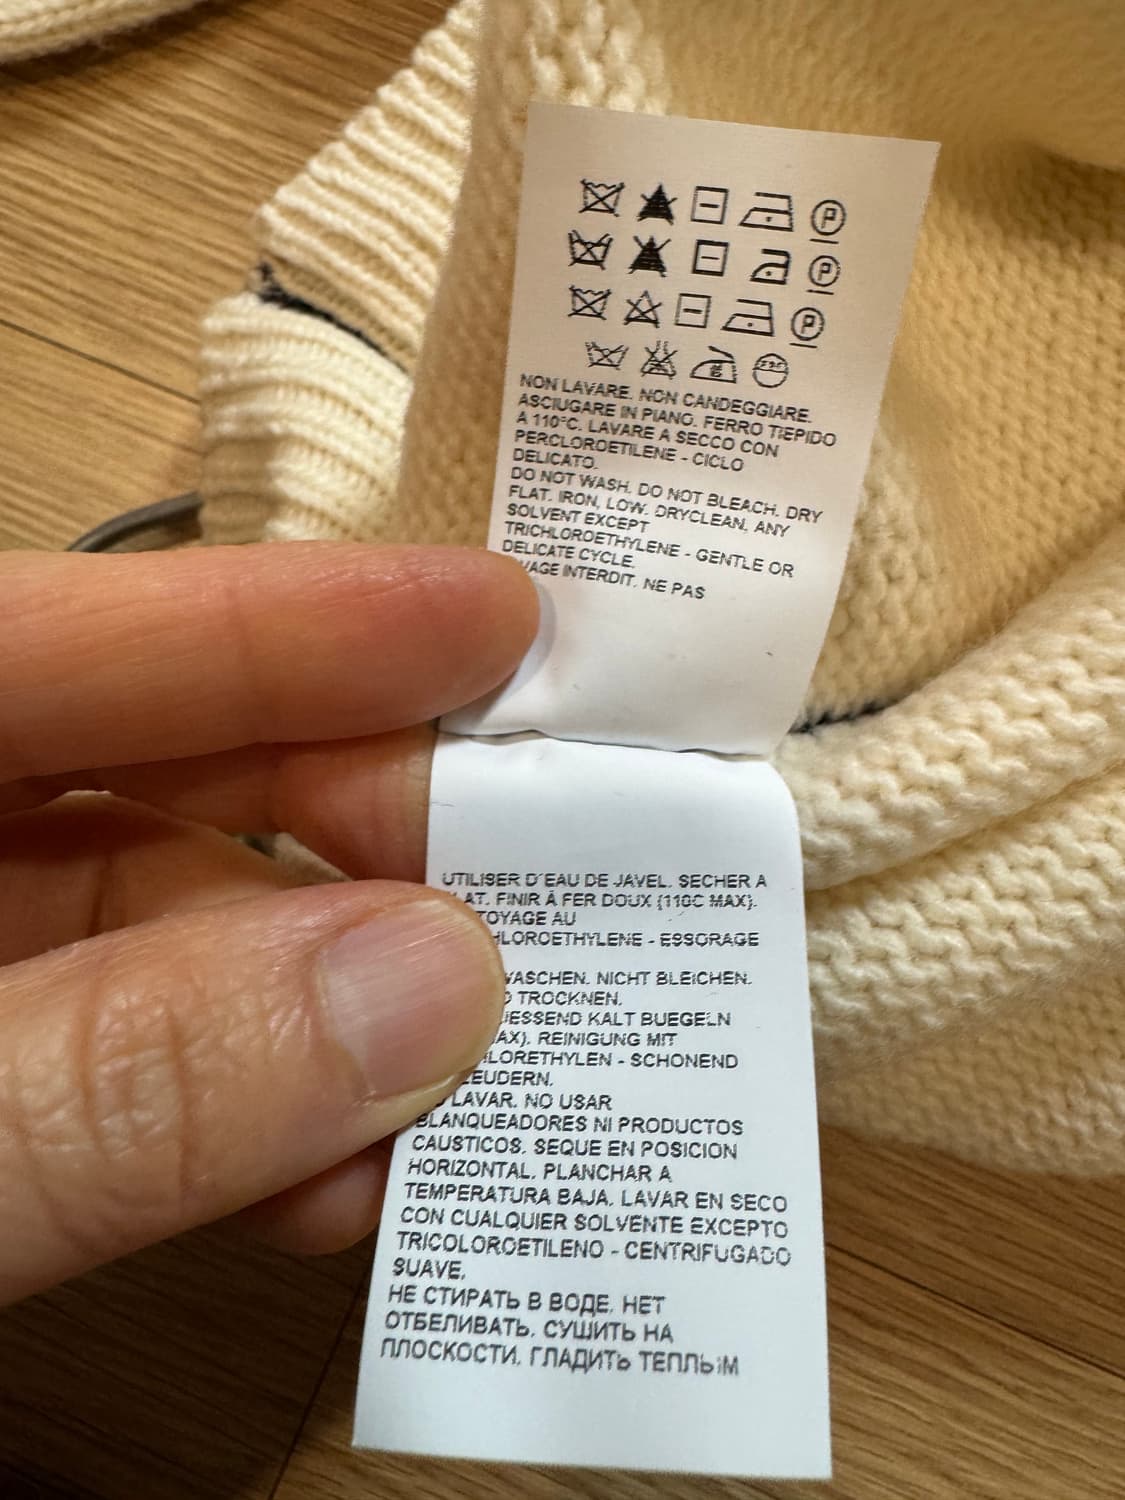 NON LAVARE. NON CANDEGGIARE.
ASCIUGARE IN PIANO. FERRO TIEPIDO
A 110°C. LAVARE A SECCO CON
PERCLOROETILENE - CICLO
DELICATO.
DO NOT WASH. DO NOT BLEACH. DRY
FLAT. IRON, LOW. DRYCLEAN, ANY
SOLVENT EXCEPT
TRICHLOROETHYLENE - GENTLE OR
DELICATE CYCLE.
VAGE INTERDIT. NE PAS
UTILISER D'EAU DE JAVEL. SECHER A
LAT. FINIR À FER DOUX (110C MAX).
TOYAGE AU
HLOROETHYLENE - ESSORAGE
WASCHEN. NICHT BLEICHEN.
D TROCKNEN.
IESSEND KALT BUEGELN
AX). REINIGUNG MIT
LORETHYLEN - SCHONEND
EUDERN.
LAVAR. NO USAR
BLANQUEADORES NI PRODUCTOS
CAUSTICOS. SEQUE EN POSICION
HORIZONTAL. PLANCHAR A
TEMPERATURA BAJA. LAVAR EN SECO
CON CUALQUIER SOLVENTE EXCEPTO
TRICOLOROETILENO - CENTRIFUGADO
SUAVE.
НЕ СТИРАТЬ В ВОДЕ. НЕТ
ОТБЕЛИВАТЬ. СУШИТЬ НА
ПЛОСКОСТИ. ГЛАДИТЬ ТЕПЛЫМ